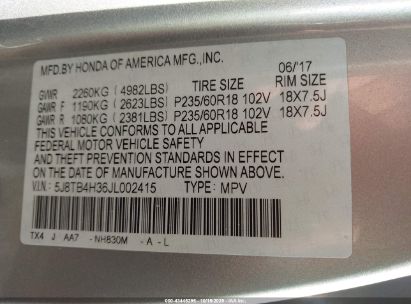 MFD.BY HONDA OF AMERICA MFG.,INC. 06/'17
GVWR 2260KG ( 4982LBS) TIRE SIZE RIM SIZE
GAWR F 1190KG ( 2623LBS) P235/60R18 102V 18X7.5J
GAWR R 1080KG ( 2381LBS) P235/60R18 102V 18X7.5J
THIS VEHICLE CONFORMS TO ALL APPLICABLE
FEDERAL MOTOR VEHICLE SAFETY
AND THEFT PREVENTION STANDARDS IN EFFECT
ON THE DATE OF MANUFACTURE SHOWN ABOVE.
V.I.N: 5J8TB4H36JL002415 TYPE: MPV
TX4 J AA7 -NH830M -A -L